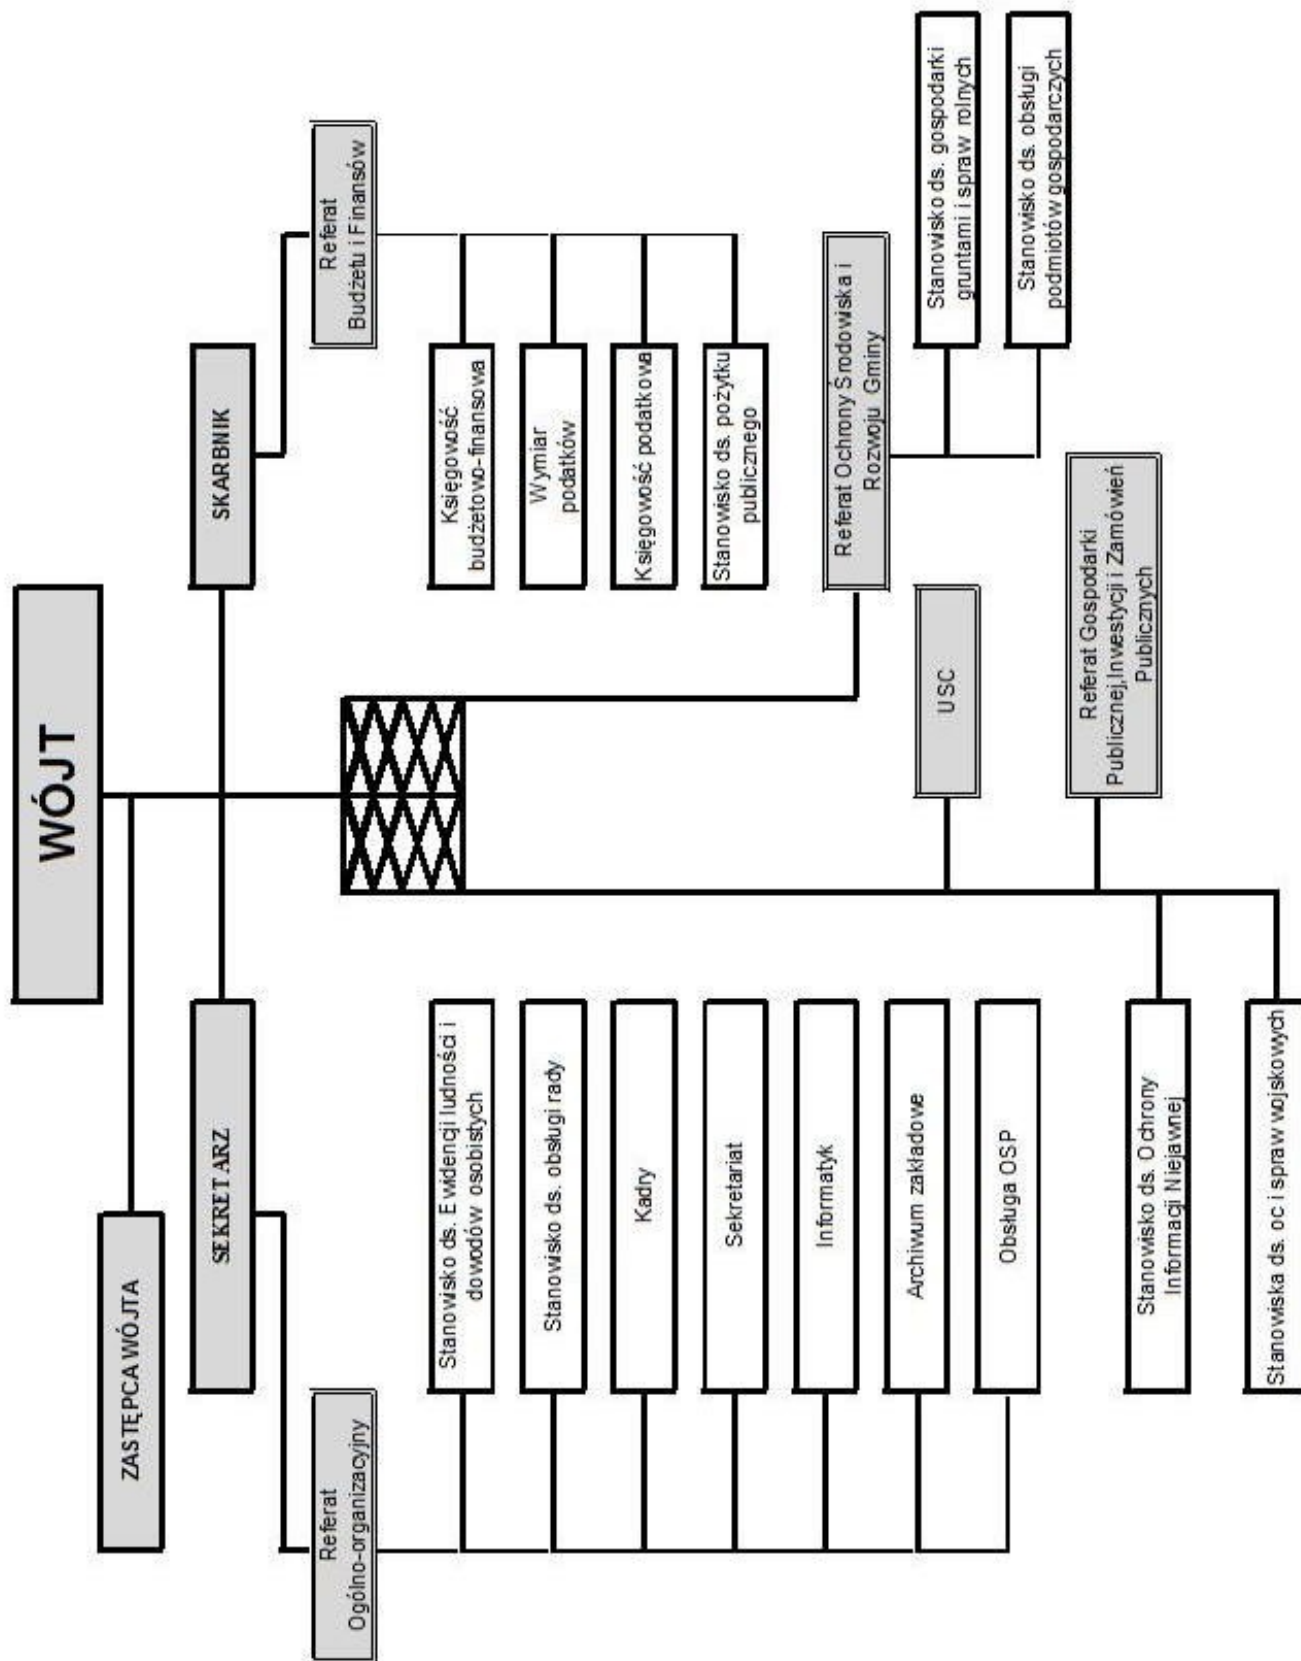 WÓJT
ZASTĘPCA WÓJTA
SEKRETARZ
SKARBNIK
Referat
Ogólno-organizacyjny
Referat
Budżetu i Finansów
Stanowisko ds. Ewidencji ludności i
dowodów osobistych
Stanowisko ds. obsługi rady
Kadry
Sekretariat
Informatyk
Archiwum zakładowe
Obsługa OSP
Księgowość
budżetowo-finansowa
Wymiar
podatków
Księgowość podatkowa
Stanowisko ds. pożytku
publicznego
Referat Ochrony Środowiska i
Rozwoju Gminy
Stanowisko ds. gospodarki
gruntami i spraw rolnych
Stanowisko ds. obsługi
podmiotów gospodarczych
USC
Referat Gospodarki
Publicznej,Inwestycji i Zamówień
Publicznych
Stanowisko ds. Ochrony
Informacji Niejawnej
Stanowiska ds. oc i spraw wojskowych